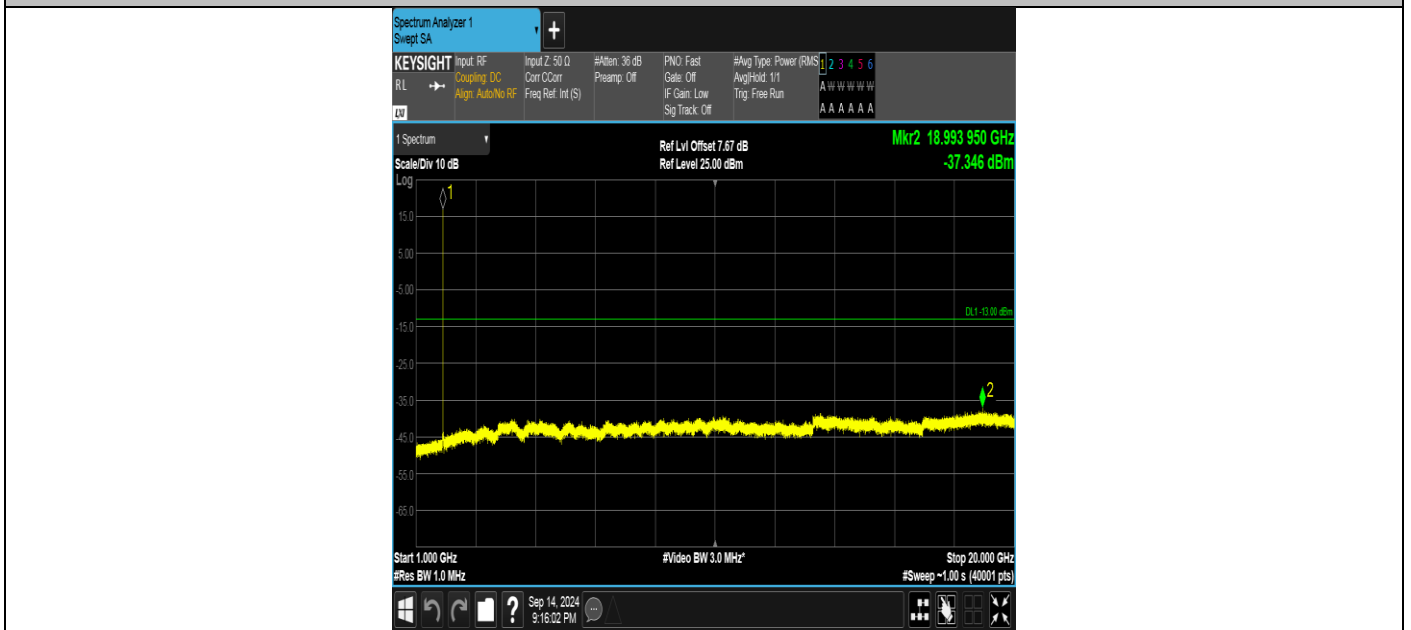 Spectrum Analyzer 1
Swept SA
+
KEYSIGHT Input: RF Input Z: 50 Ω #Atten: 36 dB PNO: Fast #Avg Type: Power (RMS 1 2 3 4 5 6
RL Coupling: DC Corr CCorr Preamp: Off Gate: Off Avg|Hold: 1/1 A W W W W W
Align: Auto/No RF Freq Ref: Int (S) IF Gain: Low Trig: Free Run
LXI Sig Track: Off A A A A A A
1 Spectrum Ref Lvl Offset 7.67 dB Mkr2 18.993 950 GHz
Scale/Div 10 dB Ref Level 25.00 dBm -37.346 dBm
Log
1
15.0
5.00
-5.00
DL1 -13.00 dBm
-15.0
-25.0
2
-35.0
-45.0
-55.0
-65.0
Start 1.000 GHz #Video BW 3.0 MHz* Stop 20.000 GHz
#Res BW 1.0 MHz #Sweep ~1.00 s (40001 pts)
? Sep 14, 2024
9:16:02 PM